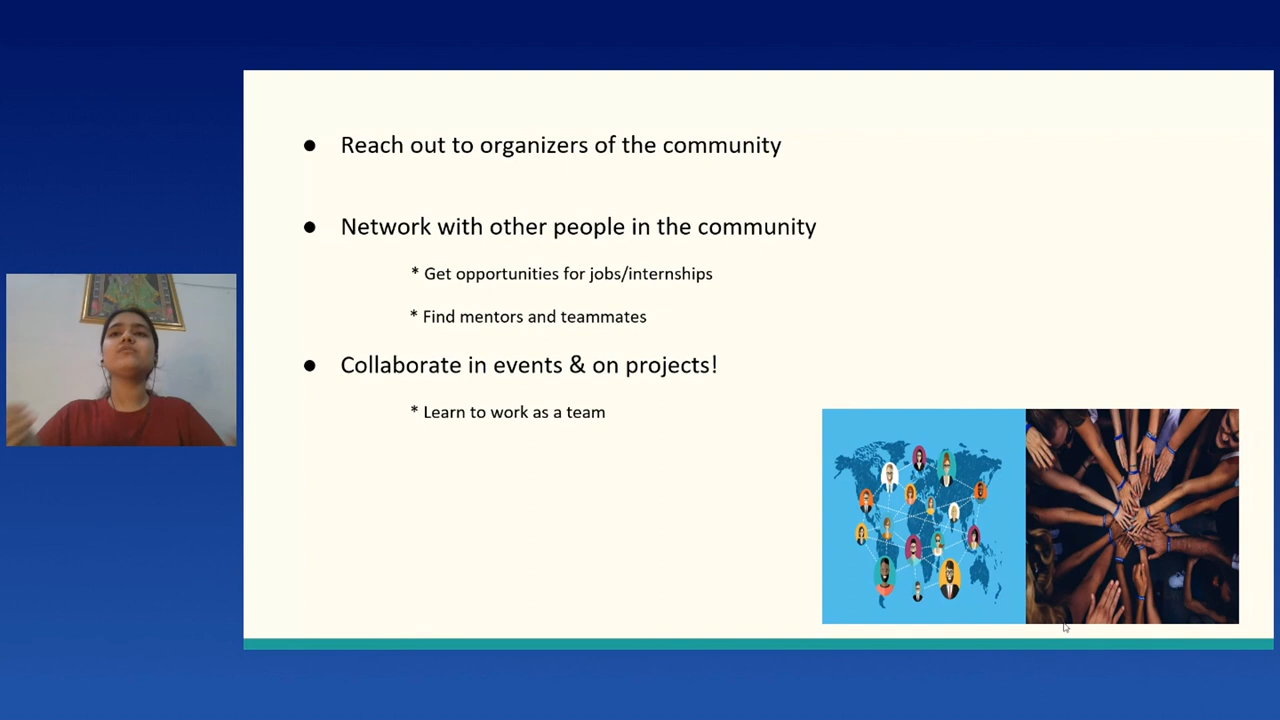 ● Reach out to organizers of the community
● Network with other people in the community
* Get opportunities for jobs/internships
* Find mentors and teammates
● Collaborate in events & on projects!
* Learn to work as a team